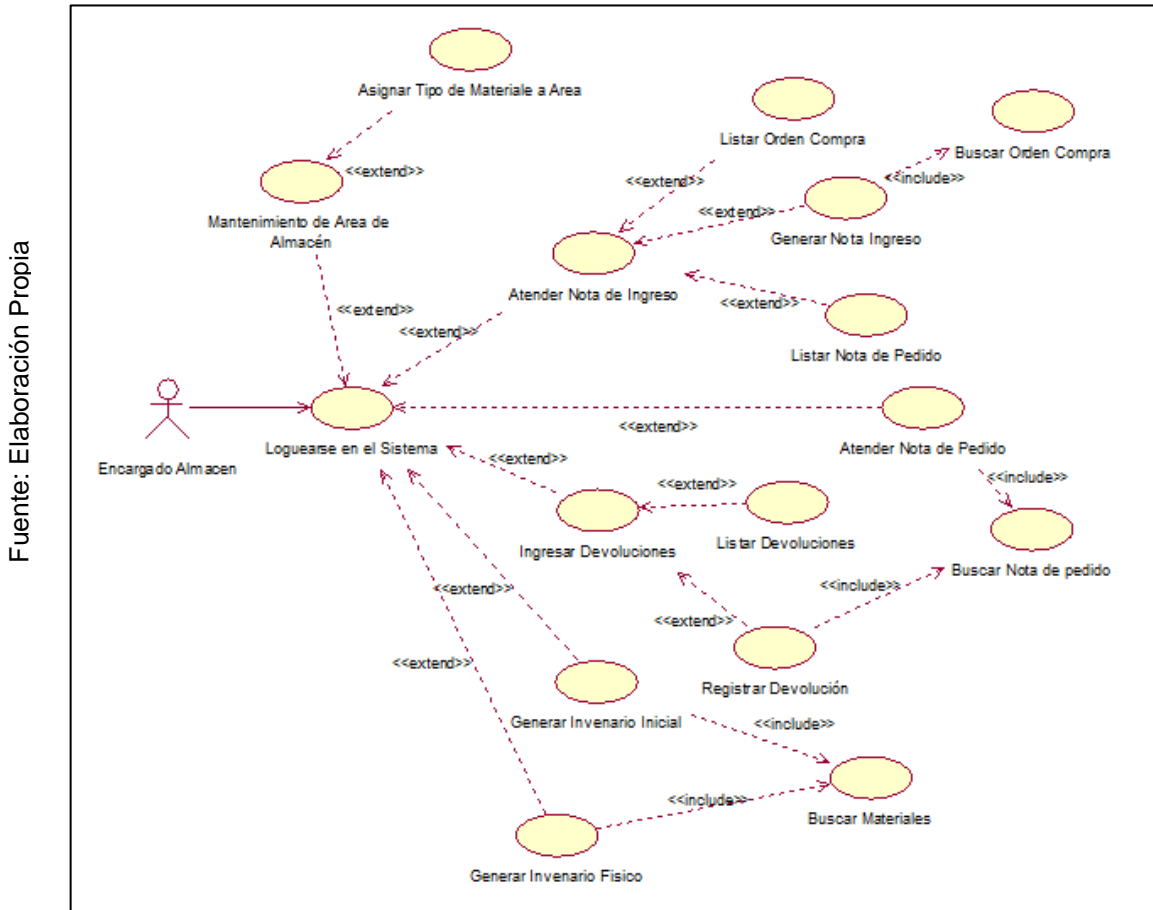 Fuente: Elaboración Propia
Asignar Tipo de Materiale a Area
<<extend>>
Mantenimiento de Area de
Almacén
<<extend>>
Listar Orden Compra
<<extend>>
Buscar Orden Compra
<<include>>
<<extend>>
Generar Nota Ingreso
Atender Nota de Ingreso
<<extend>>
<<extend>>
Listar Nota de Pedido
Encargado Almacen
Loguearse en el Sistema
<<extend>>
Atender Nota de Pedido
<<extend>>
<<extend>>
<<include>>
Ingresar Devoluciones
Listar Devoluciones
Buscar Nota de pedido
<<extend>>
<<include>>
<<extend>>
Registrar Devolución
<<extend>>
Generar Invenario Inicial
<<include>>
<<include>>
Buscar Materiales
Generar Invenario Fisico